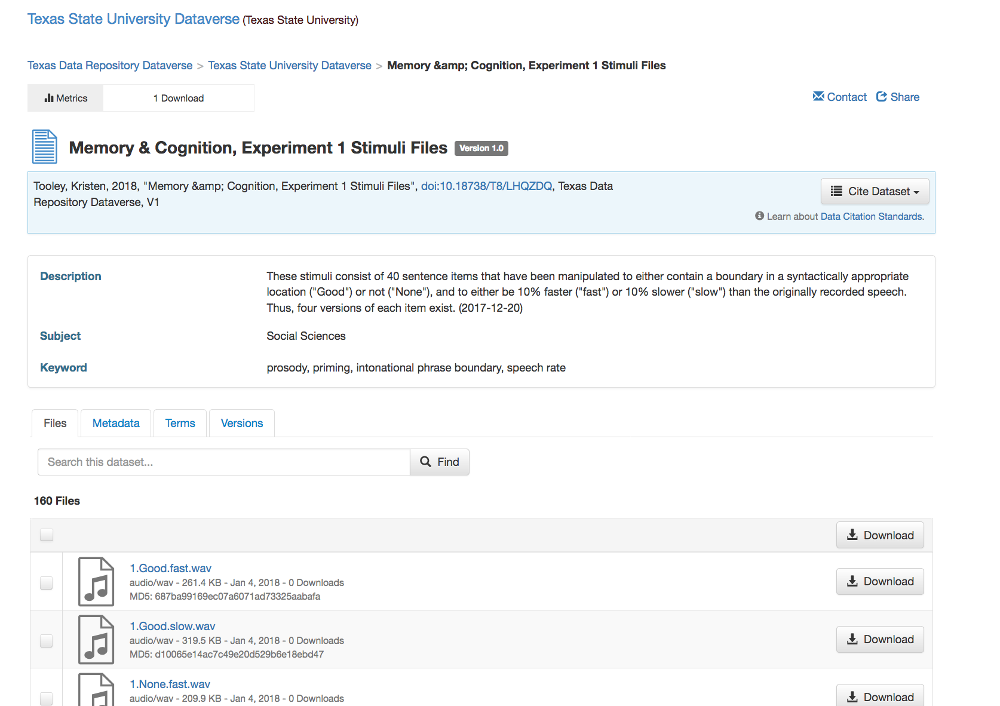 Texas State University Dataverse (Texas State University)
Texas Data Repository Dataverse > Texas State University Dataverse > Memory &amp; Cognition, Experiment 1 Stimuli Files
Metrics 1 Download Contact Share
Memory & Cognition, Experiment 1 Stimuli Files Version 1.0
Tooley, Kristen, 2018, "Memory &amp; Cognition, Experiment 1 Stimuli Files", doi:10.18738/T8/LHQZDQ, Texas Data
Repository Dataverse, V1
Cite Dataset
Learn about Data Citation Standards.
Description These stimuli consist of 40 sentence items that have been manipulated to either contain a boundary in a syntactically appropriate
location ("Good") or not ("None"), and to either be 10% faster ("fast") or 10% slower ("slow") than the originally recorded speech.
Thus, four versions of each item exist. (2017-12-20)
Subject Social Sciences
Keyword prosody, priming, intonational phrase boundary, speech rate
Files Metadata Terms Versions
Search this dataset... Find
160 Files
Download
1.Good.fast.wav
audio/wav - 261.4 KB - Jan 4, 2018 - 0 Downloads
MD5: 687ba99169ec07a6071ad73325aabafa
Download
1.Good.slow.wav
audio/wav - 319.5 KB - Jan 4, 2018 - 0 Downloads
MD5: d10065e14ac7c49e20d529b6e18ebd47
Download
1.None.fast.wav
audio/wav - 209.9 KB - Jan 4, 2018 - 0 Downloads
Download